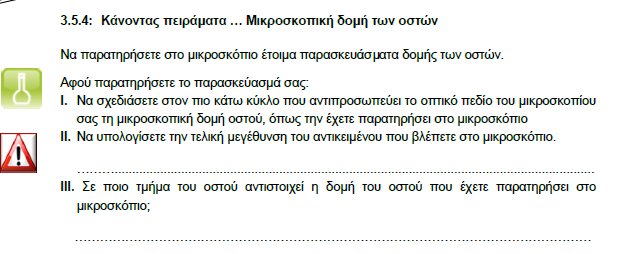 3.5.4: Κάνοντας πειράματα … Μικροσκοπική δομή των οστών
Να παρατηρήσετε στο μικροσκόπιο έτοιμα παρασκευάσματα δομής των οστών.
Αφού παρατηρήσετε το παρασκεύασμά σας:
I. Να σχεδιάσετε στον πιο κάτω κύκλο που αντιπροσωπεύει το οπτικό πεδίο του μικροσκοπίου
σας τη μικροσκοπική δομή οστού, όπως την έχετε παρατηρήσει στο μικροσκόπιο
II. Να υπολογίσετε την τελική μεγέθυνση του αντικειμένου που βλέπετε στο μικροσκόπιο.
III. Σε ποιο τμήμα του οστού αντιστοιχεί η δομή του οστού που έχετε παρατηρήσει στο
μικροσκόπιο;